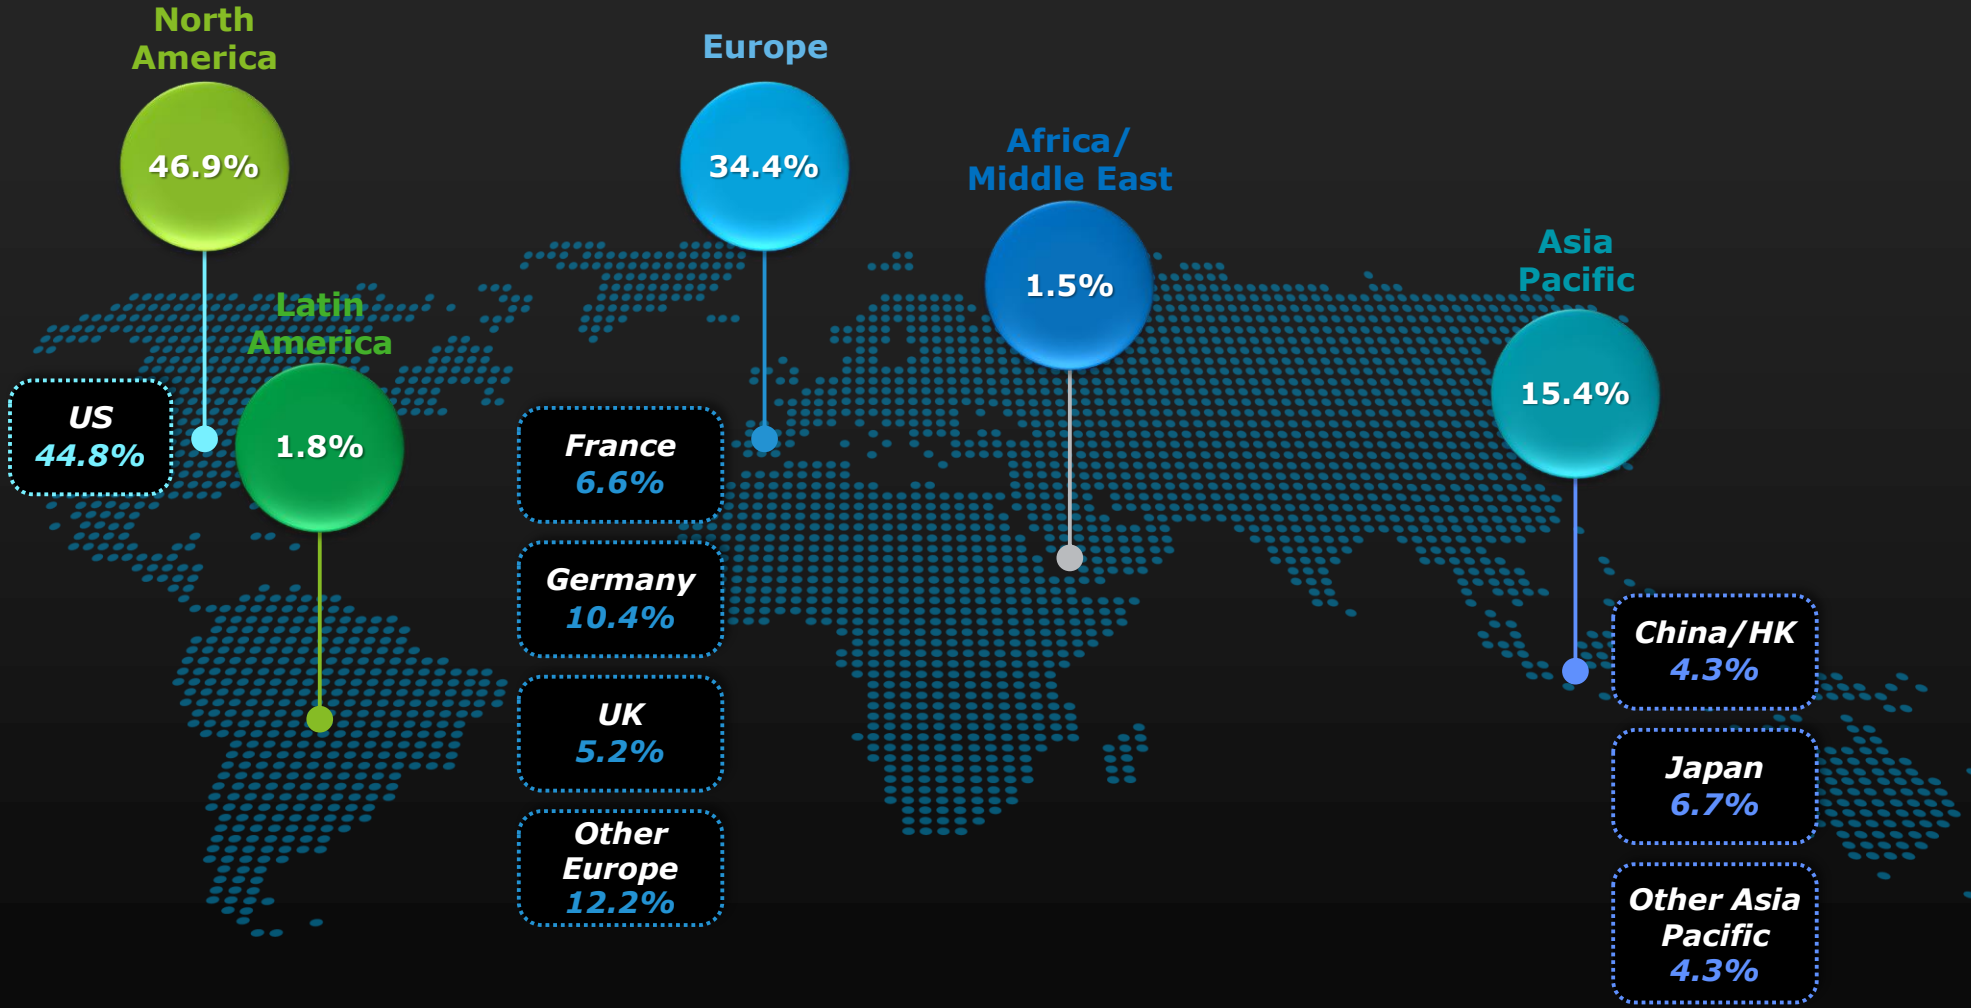 North
America
46.9%
US
44.8%
Latin
America
1.8%
Europe
34.4%
France
6.6%
Germany
10.4%
UK
5.2%
Other
Europe
12.2%
Africa/
Middle East
1.5%
Asia
Pacific
15.4%
China/HK
4.3%
Japan
6.7%
Other Asia
Pacific
4.3%